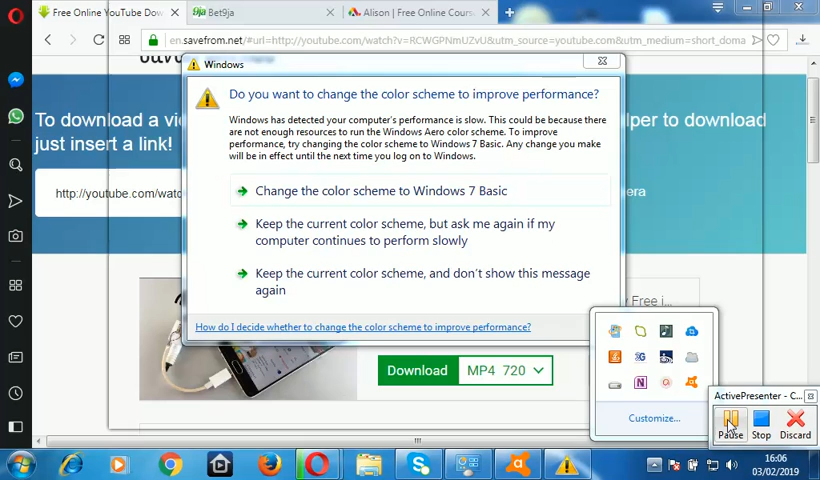 Free Online YouTube Dow
Bet9ja
Alison | Free Online Cours
en.savefrom.net/#url=http://youtube.com/watch?v=RCWGPNmUZvU&utm_source=youtube.com&utm_medium=short_doma
Windows
Do you want to change the color scheme to improve performance?
Windows has detected your computer's performance is slow. This could be because there
are not enough resources to run the Windows Aero color scheme. To improve
performance, try changing the color scheme to Windows 7 Basic. Any change you make
will be in effect until the next time you log on to Windows.
Change the color scheme to Windows 7 Basic
Keep the current color scheme, but ask me again if my
computer continues to perform slowly
Keep the current color scheme, and don't show this message
again
How do I decide whether to change the color scheme to improve performance?
To download a vi
just insert a link!
elper to download
era
http://youtube.com/watc
Free i...
Download MP4 720
Customize...
ActivePresenter - C...
Pause Stop Discard
16:06
03/02/2019